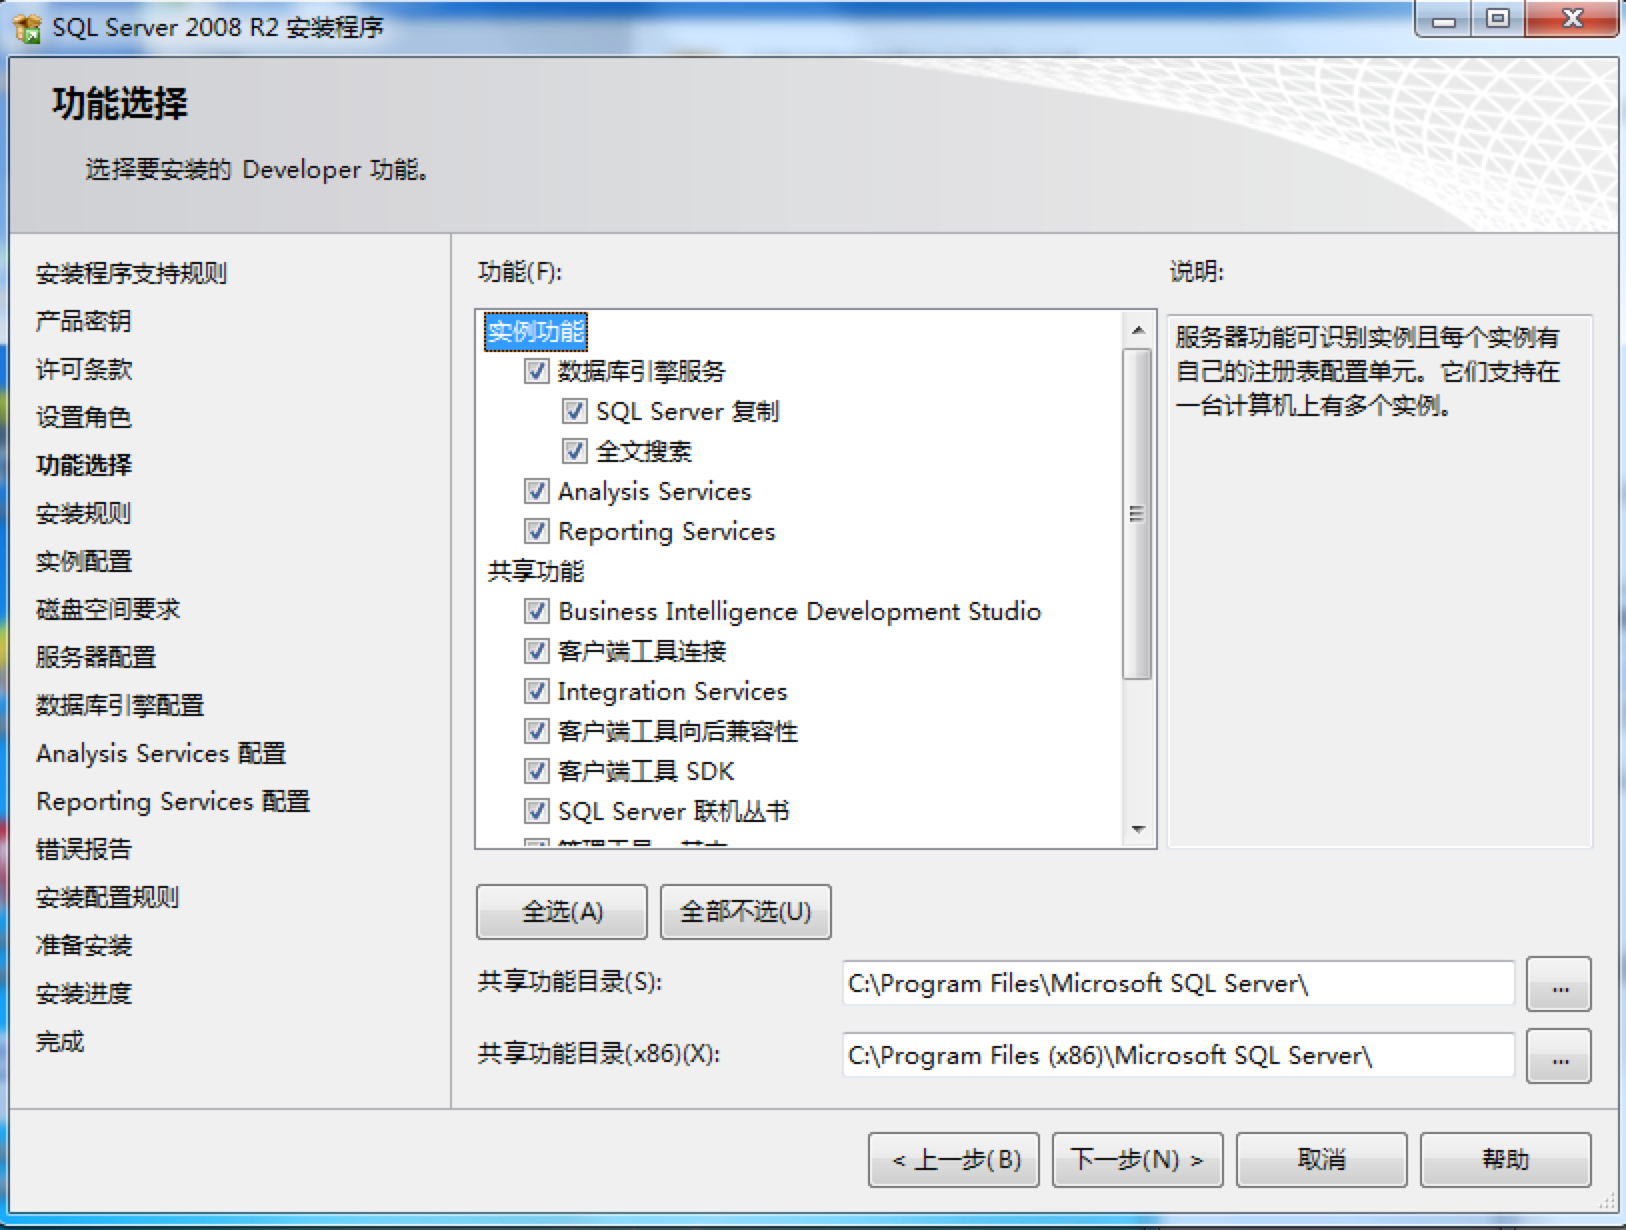 SQL Server 2008 R2 安装程序
功能选择
选择要安装的 Developer 功能。
安装程序支持规则
产品密钥
许可条款
设置角色
功能选择
安装规则
实例配置
磁盘空间要求
服务器配置
数据库引擎配置
Analysis Services 配置
Reporting Services 配置
错误报告
安装配置规则
准备安装
安装进度
完成
功能(F):
实例功能
数据库引擎服务
SQL Server 复制
全文搜索
Analysis Services
Reporting Services
共享功能
Business Intelligence Development Studio
客户端工具连接
Integration Services
客户端工具向后兼容性
客户端工具 SDK
SQL Server 联机丛书
说明:
服务器功能可识别实例且每个实例有
自己的注册表配置单元。它们支持在
一台计算机上有多个实例。
全选(A)
全部不选(U)
共享功能目录(S):
C:\Program Files\Microsoft SQL Server\
...
共享功能目录(x86)(X):
C:\Program Files (x86)\Microsoft SQL Server\
...
< 上一步(B)
下一步(N) >
取消
帮助